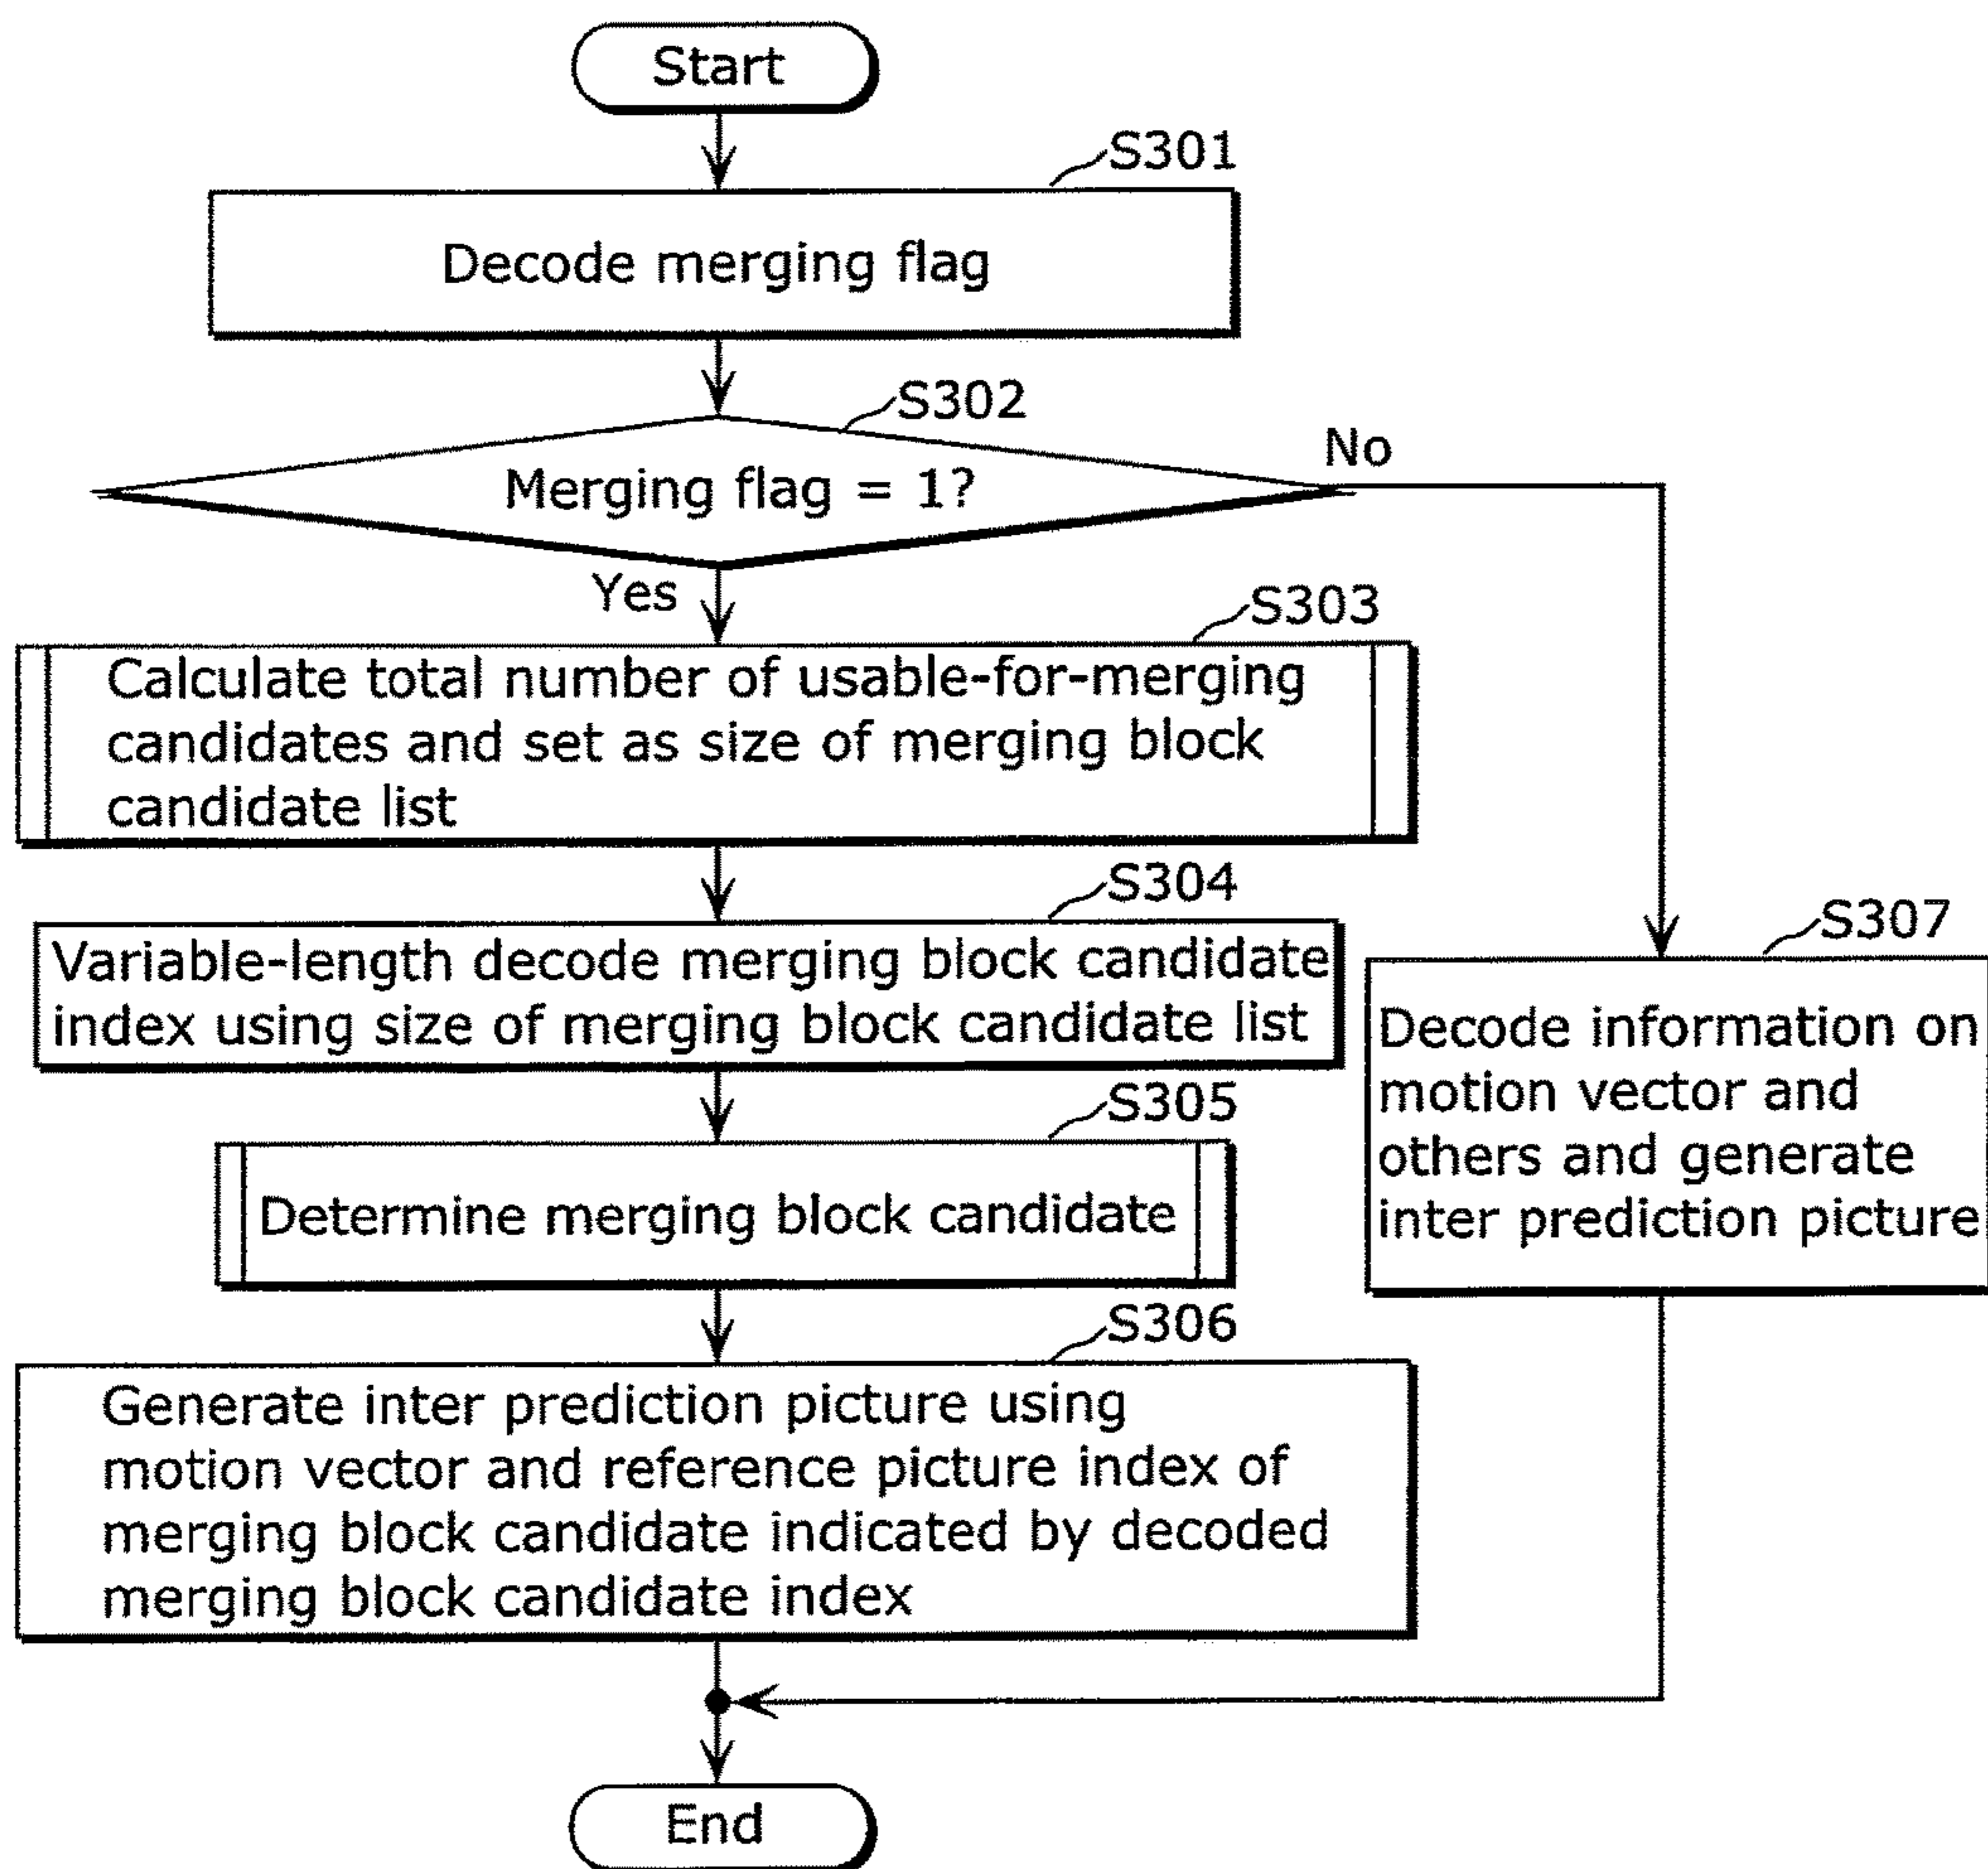 Start
S301
Decode merging flag
S302
No
Merging flag = 1?
Yes
S303
Calculate total number of usable-for-merging
candidates and set as size of merging block
candidate list
S304
Variable-length decode merging block candidate
index using size of merging block candidate list
S307
Decode information on
motion vector and
others and generate
inter prediction picture
S305
Determine merging block candidate
S306
Generate inter prediction picture using
motion vector and reference picture index of
merging block candidate indicated by decoded
merging block candidate index
End